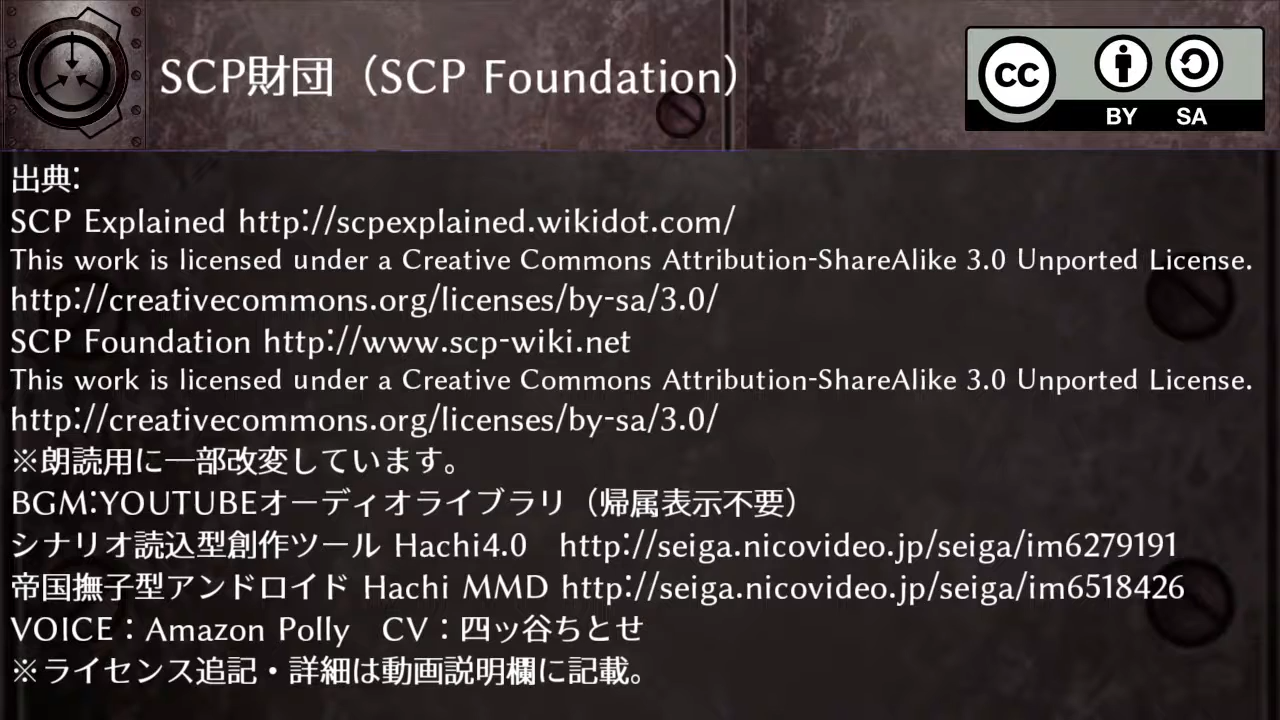 SCP財団（SCP Foundation）
CC BY SA
出典:
SCP Explained http://scpexplained.wikidot.com/
This work is licensed under a Creative Commons Attribution-ShareAlike 3.0 Unported License.
http://creativecommons.org/licenses/by-sa/3.0/
SCP Foundation http://www.scp-wiki.net
This work is licensed under a Creative Commons Attribution-ShareAlike 3.0 Unported License.
http://creativecommons.org/licenses/by-sa/3.0/
※朗読用に一部改変しています。
BGM:YOUTUBEオーディオライブラリ（帰属表示不要）
シナリオ読込型創作ツール Hachi4.0　http://seiga.nicovideo.jp/seiga/im6279191
帝国撫子型アンドロイド Hachi MMD http://seiga.nicovideo.jp/seiga/im6518426
VOICE：Amazon Polly　CV：四ッ谷ちとせ
※ライセンス追記・詳細は動画説明欄に記載。